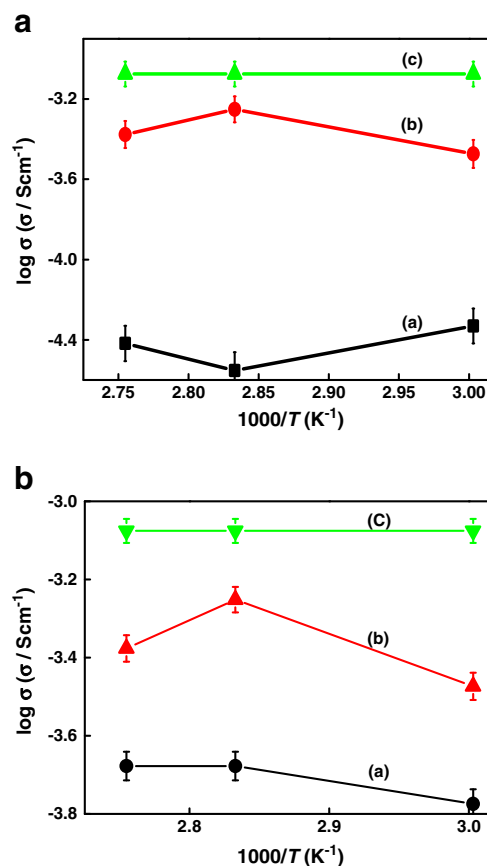 a
(c)
-3.2
(b)
-3.6
log σ (σ / Scm⁻¹)
-4.0
(a)
-4.4
2.75 2.80 2.85 2.90 2.95 3.00
1000/T (K⁻¹)
b
-3.0
(C)
-3.2
log σ (σ / Scm⁻¹)
-3.4
(b)
-3.6
(a)
-3.8
2.8 2.9 3.0
1000/T (K⁻¹)